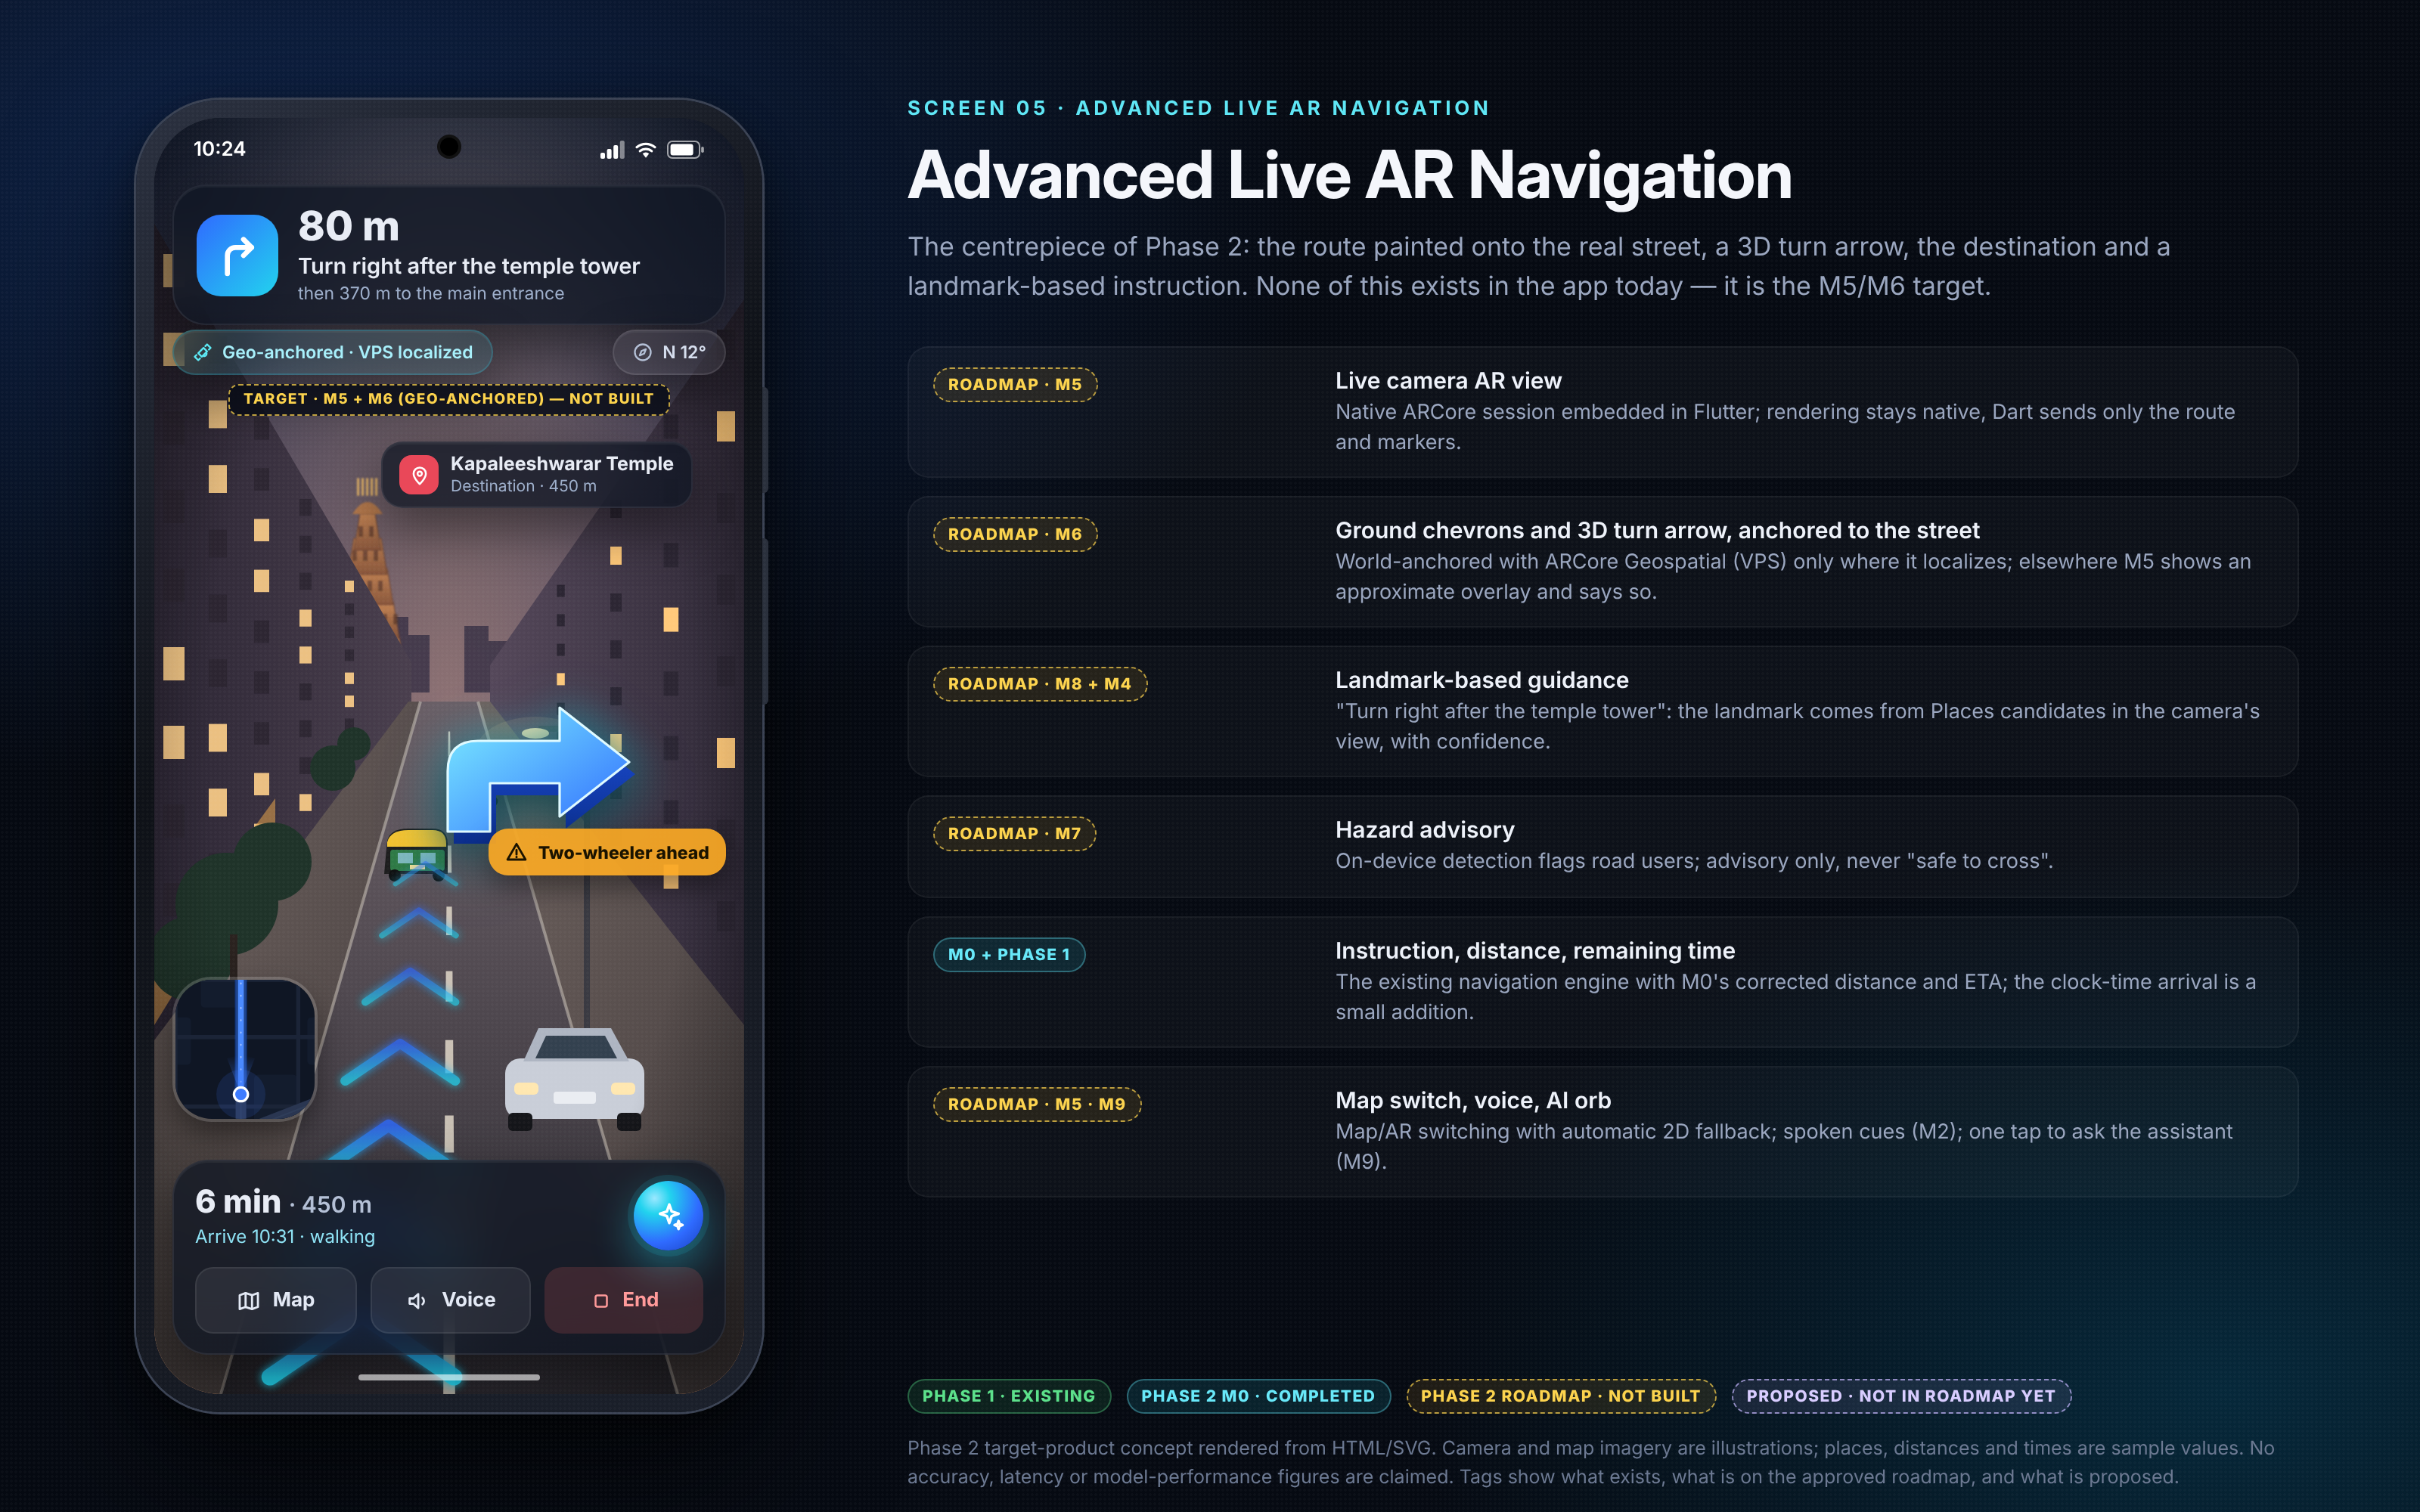 10:24
80 m
Turn right after the temple tower
then 370 m to the main entrance
Geo-anchored · VPS localized
N 12°
TARGET · M5 + M6 (GEO-ANCHORED) — NOT BUILT
Kapaleeshwarar Temple
Destination · 450 m
Two-wheeler ahead
6 min · 450 m
Arrive 10:31 · walking
Map
Voice
End
SCREEN 05 · ADVANCED LIVE AR NAVIGATION
Advanced Live AR Navigation
The centrepiece of Phase 2: the route painted onto the real street, a 3D turn arrow, the destination and a
landmark-based instruction. None of this exists in the app today — it is the M5/M6 target.
ROADMAP · M5
Live camera AR view
Native ARCore session embedded in Flutter; rendering stays native, Dart sends only the route
and markers.
ROADMAP · M6
Ground chevrons and 3D turn arrow, anchored to the street
World-anchored with ARCore Geospatial (VPS) only where it localizes; elsewhere M5 shows an
approximate overlay and says so.
ROADMAP · M8 + M4
Landmark-based guidance
"Turn right after the temple tower": the landmark comes from Places candidates in the camera's
view, with confidence.
ROADMAP · M7
Hazard advisory
On-device detection flags road users; advisory only, never "safe to cross".
M0 + PHASE 1
Instruction, distance, remaining time
The existing navigation engine with M0's corrected distance and ETA; the clock-time arrival is a
small addition.
ROADMAP · M5 · M9
Map switch, voice, AI orb
Map/AR switching with automatic 2D fallback; spoken cues (M2); one tap to ask the assistant
(M9).
PHASE 1 · EXISTING
PHASE 2 M0 · COMPLETED
PHASE 2 ROADMAP · NOT BUILT
PROPOSED · NOT IN ROADMAP YET
Phase 2 target-product concept rendered from HTML/SVG. Camera and map imagery are illustrations; places, distances and times are sample values. No
accuracy, latency or model-performance figures are claimed. Tags show what exists, what is on the approved roadmap, and what is proposed.